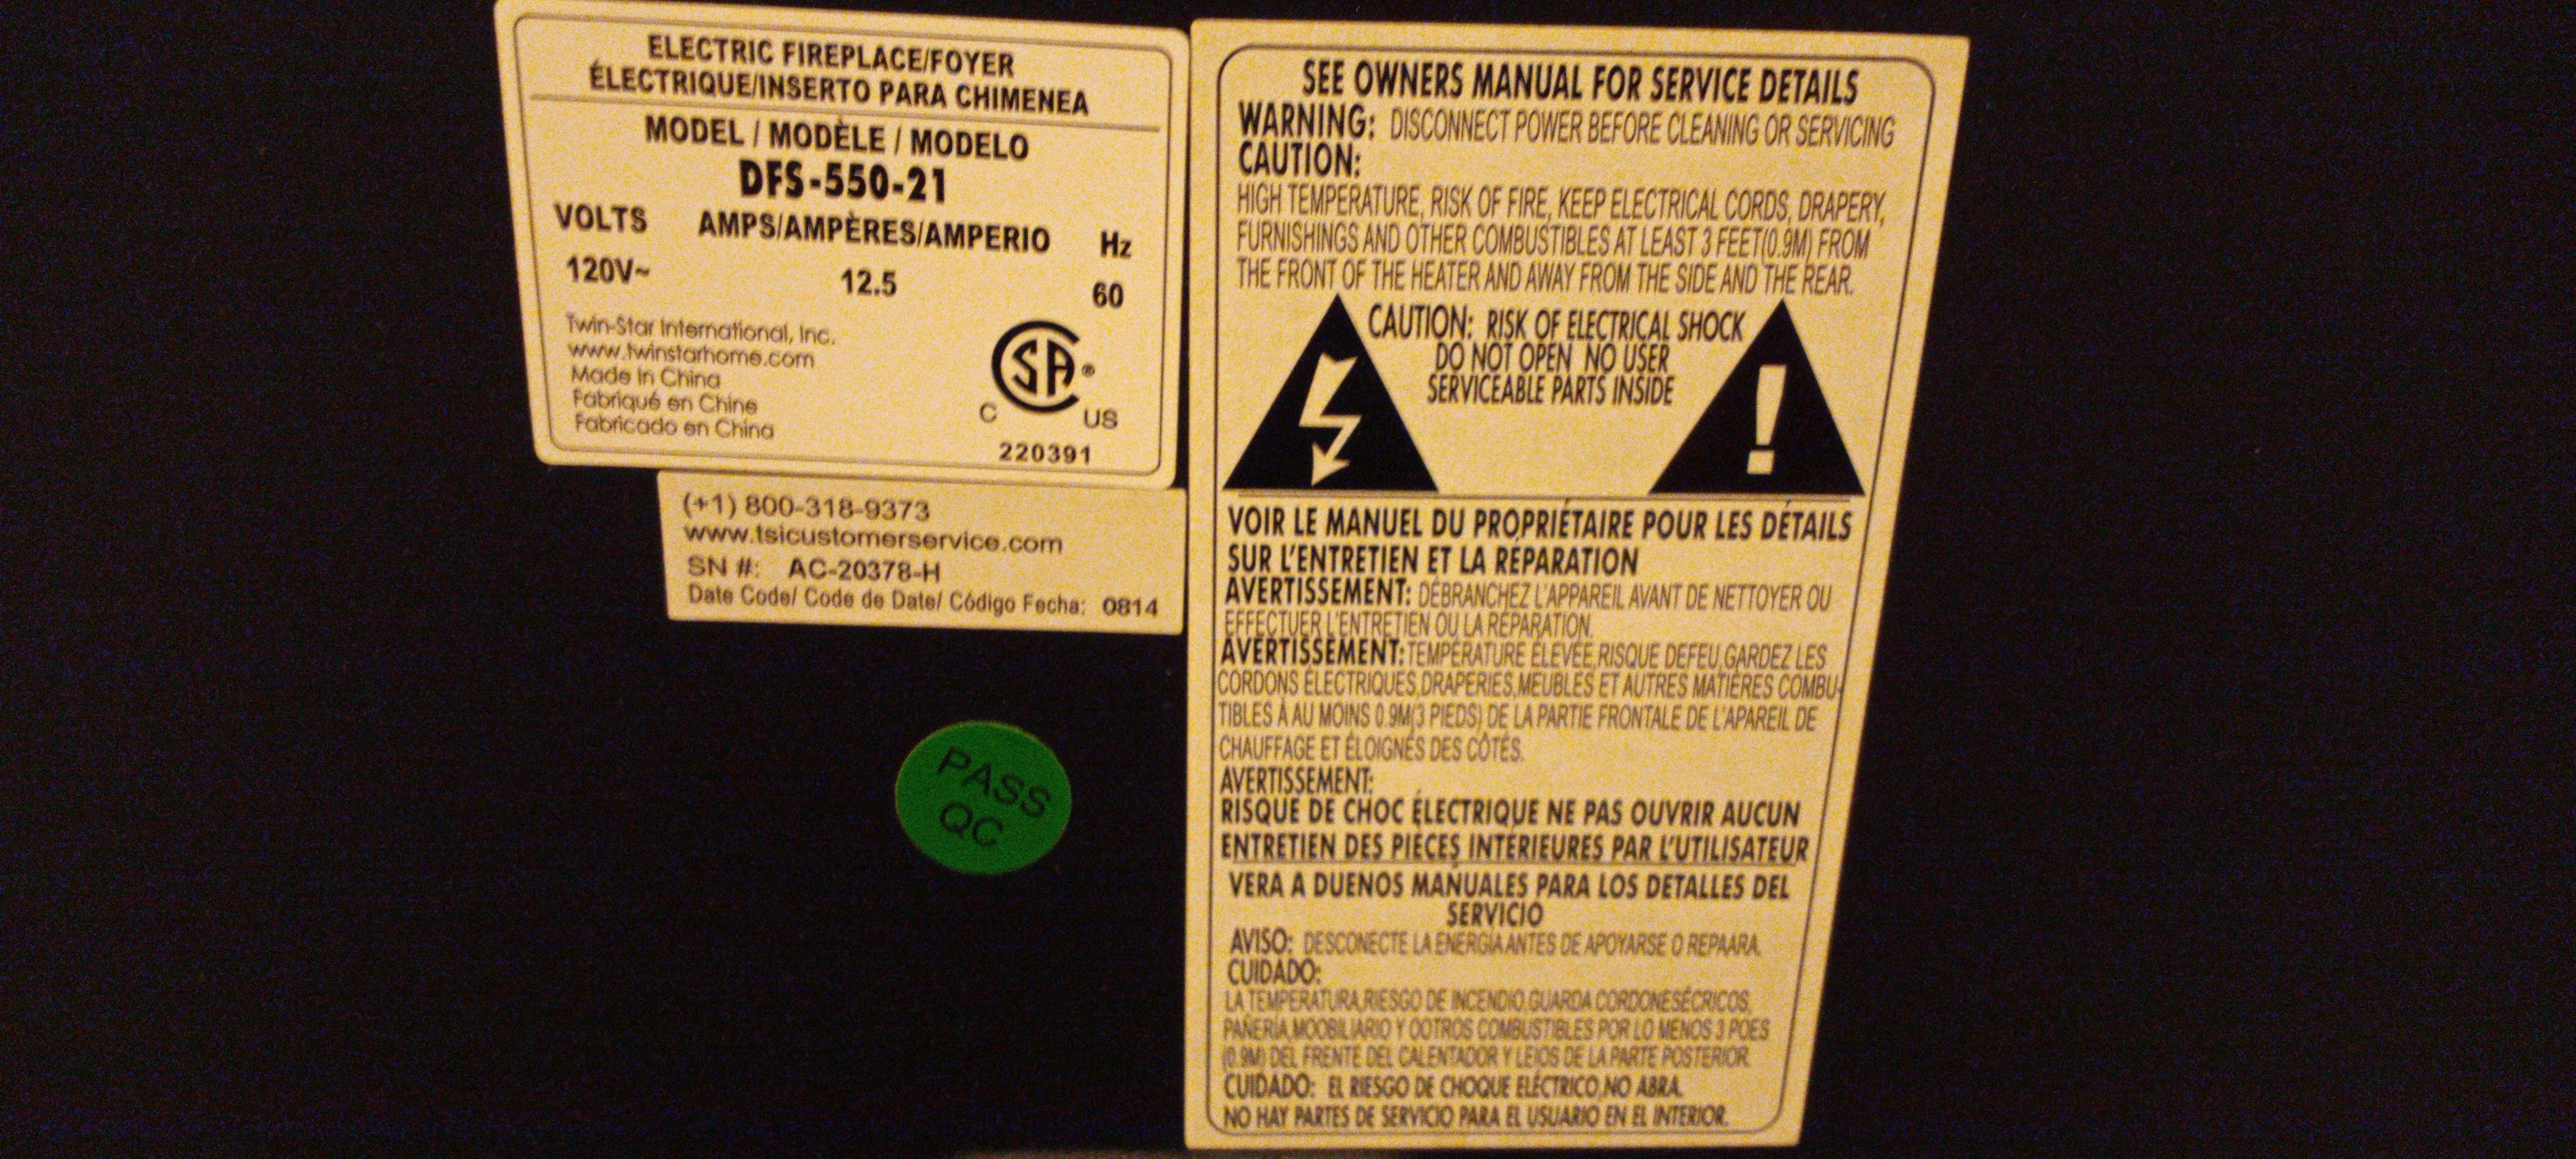 ELECTRIC FIREPLACE/FOYER
ÉLECTRIQUE/INSERTO PARA CHIMENEA
MODEL / MODÈLE / MODELO
DFS-550-21
VOLTS AMPS/AMPÈRES/AMPERIO Hz
120V~ 12.5 60
Twin-Star International, Inc.
www.twinstarhome.com
Made in China
Fabriqué en Chine
Fabricado en China
SA®
C US
220391
(+1) 800-318-9373
www.tsicustomerservice.com
SN #: AC-20378-H
Date Code/ Code de Date/ Código Fecha: 0814
PASS
QC
SEE OWNERS MANUAL FOR SERVICE DETAILS
WARNING: DISCONNECT POWER BEFORE CLEANING OR SERVICING
CAUTION:
HIGH TEMPERATURE, RISK OF FIRE, KEEP ELECTRICAL CORDS, DRAPERY,
FURNISHINGS AND OTHER COMBUSTIBLES AT LEAST 3 FEET(0.9M) FROM
THE FRONT OF THE HEATER AND AWAY FROM THE SIDE AND THE REAR.
CAUTION: RISK OF ELECTRICAL SHOCK
DO NOT OPEN NO USER
SERVICEABLE PARTS INSIDE
!
VOIR LE MANUEL DU PROPRIÉTAIRE POUR LES DÉTAILS
SUR L'ENTRETIEN ET LA RÉPARATION
AVERTISSEMENT: DÉBRANCHEZ L'APPAREIL AVANT DE NETTOYER OU
EFFECTUER L'ENTRETIEN OU LA RÉPARATION.
AVERTISSEMENT: TEMPÉRATURE ÉLEVÉE,RISQUE DEFEU,GARDEZ LES
CORDONS ÉLECTRIQUES,DRAPERIES,MEUBLES ET AUTRES MATIÈRES COMBU-
TIBLES À AU MOINS 0.9M(3 PIEDS) DE LA PARTIE FRONTALE DE L'APAREIL DE
CHAUFFAGE ET ÉLOIGNÉS DES CÔTÉS.
AVERTISSEMENT:
RISQUE DE CHOC ÉLECTRIQUE NE PAS OUVRIR AUCUN
ENTRETIEN DES PIÉCES INTÉRIEURES PAR L'UTILISATEUR
VERA A DUENOS MANUALES PARA LOS DETALLES DEL
SERVICIO
AVISO: DESCONECTE LA ENERGIA ANTES DE APOYARSE O REPAARA.
CUIDADO:
LA TEMPERATURA,RIESGO DE INCENDIO,GUARDA CORDONESÉCRICOS,
PAÑERÍA,MOOBILIARIO Y OOTROS COMBUSTIBLES POR LO MENOS 3 POES
(0.9M) DEL FRENTE DEL CALENTADOR Y LEIOS DE LA PARTE POSTERIOR.
CUIDADO: EL RIESGO DE CHOQUE ELÉCTRICO,NO ABRA.
NO HAY PARTES DE SERVICIO PARA EL USUARIO EN EL INTERIOR.